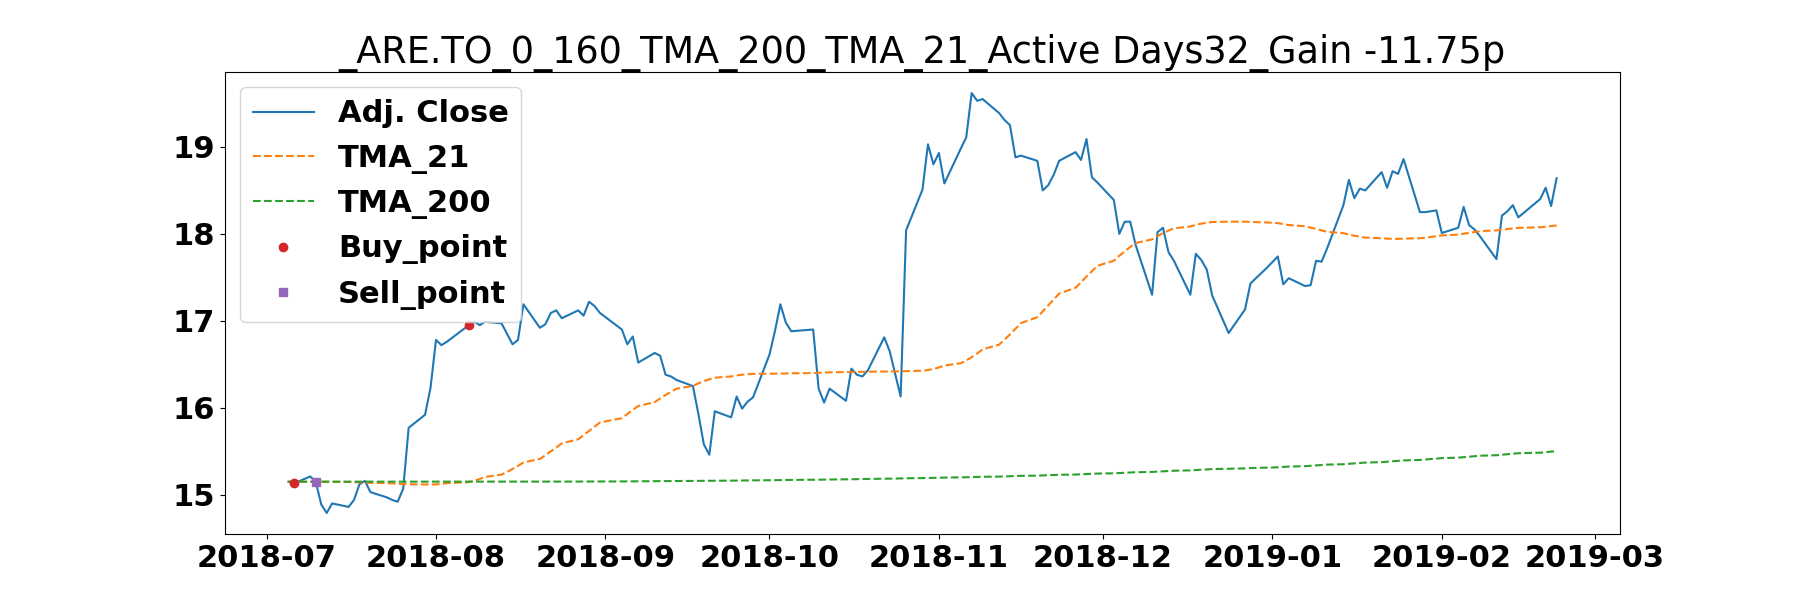 _ARE.TO_0_160_TMA_200_TMA_21_Active Days32_Gain -11.75p
Adj. Close
TMA_21
TMA_200
Buy_point
Sell_point
19
18
17
16
15
2018-07 2018-08 2018-09 2018-10 2018-11 2018-12 2019-01 2019-02 2019-03